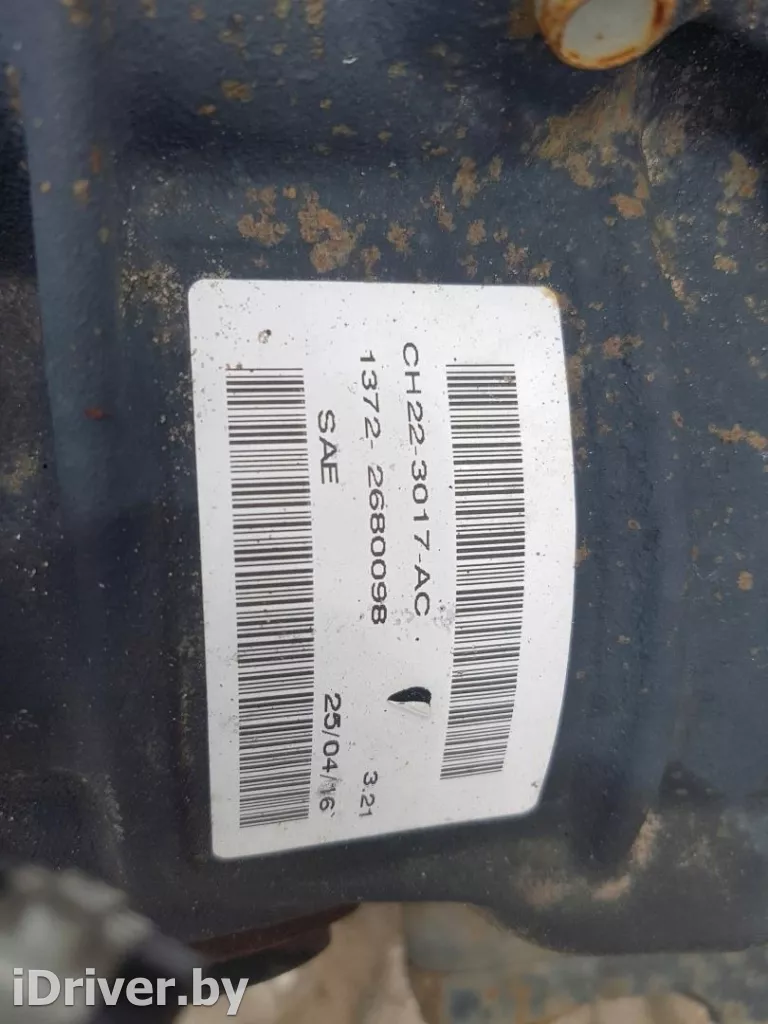 CH22-3017-AC
1372-2680098 3.21
SAE 25/04/16
iDriver.by